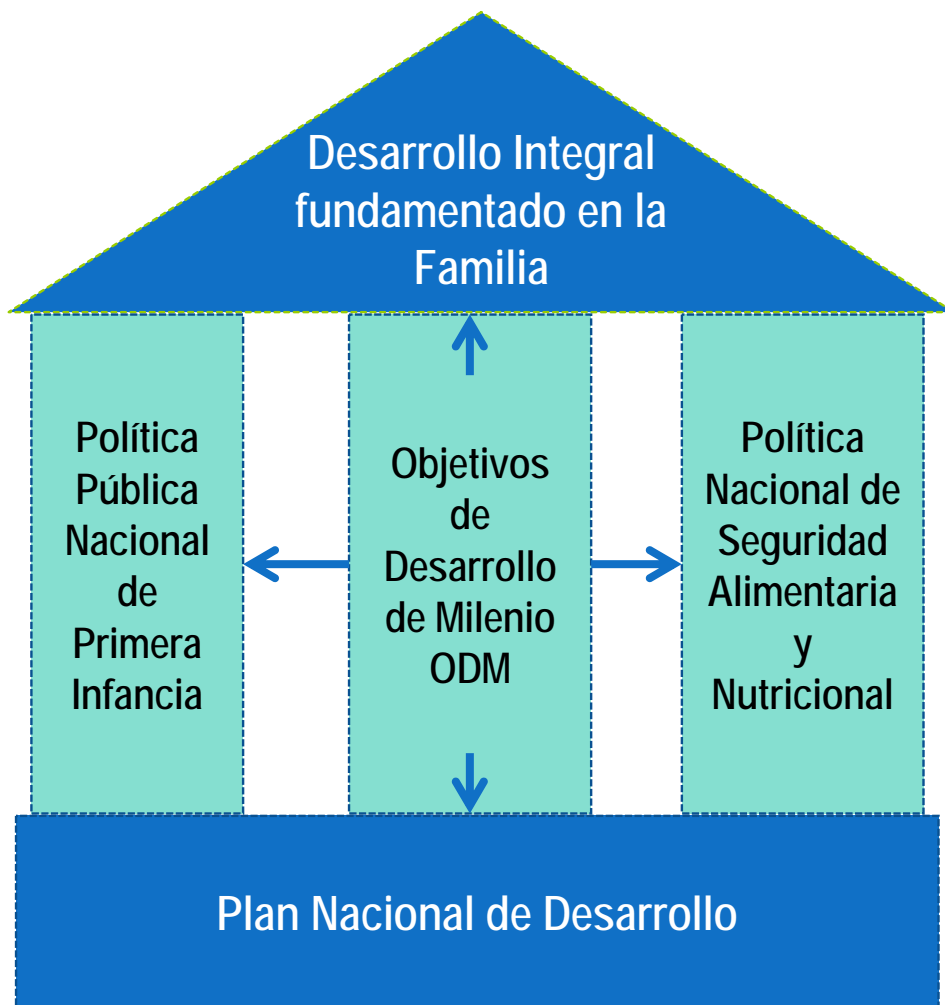 Desarrollo Integral
fundamentado en la
Familia
Política
Pública
Nacional
de
Primera
Infancia
Objetivos
de
Desarrollo
de Milenio
ODM
Política
Nacional de
Seguridad
Alimentaria
y
Nutricional
Plan Nacional de Desarrollo